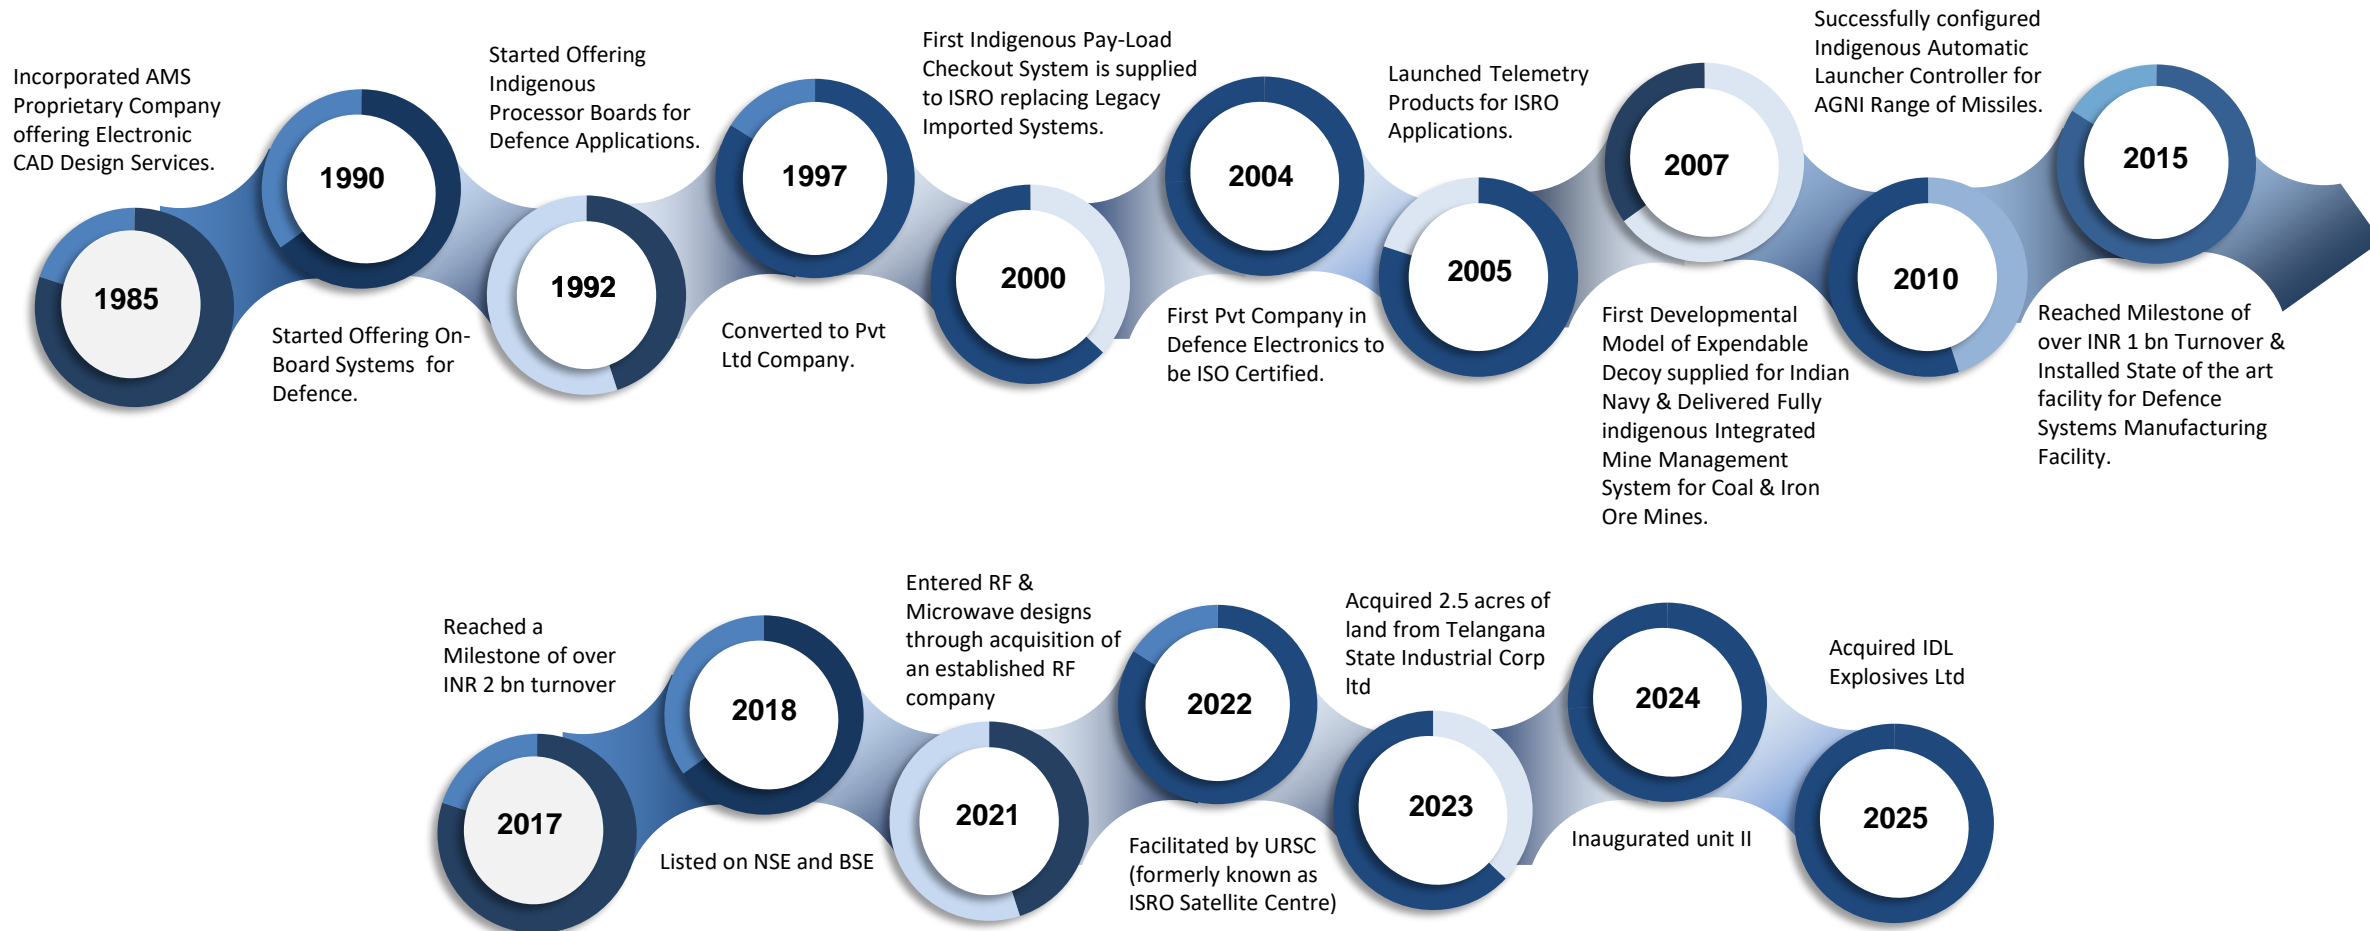 Incorporated AMS
Proprietary Company
offering Electronic
CAD Design Services.
1985
1990
Started Offering On-
Board Systems for
Defence.
Started Offering
Indigenous
Processor Boards for
Defence Applications.
1992
1997
Converted to Pvt
Ltd Company.
First Indigenous Pay-Load
Checkout System is supplied
to ISRO replacing Legacy
Imported Systems.
2000
2004
First Pvt Company in
Defence Electronics to
be ISO Certified.
Launched Telemetry
Products for ISRO
Applications.
2005
2007
First Developmental
Model of Expendable
Decoy supplied for Indian
Navy & Delivered Fully
indigenous Integrated
Mine Management
System for Coal & Iron
Ore Mines.
Successfully configured
Indigenous Automatic
Launcher Controller for
AGNI Range of Missiles.
2010
2015
Reached Milestone of
over INR 1 bn Turnover &
Installed State of the art
facility for Defence
Systems Manufacturing
Facility.
Reached a
Milestone of over
INR 2 bn turnover
2017
2018
Listed on NSE and BSE
Entered RF &
Microwave designs
through acquisition of
an established RF
company
2021
2022
Facilitated by URSC
(formerly known as
ISRO Satellite Centre)
Acquired 2.5 acres of
land from Telangana
State Industrial Corp
ltd
2023
2024
Inaugurated unit II
Acquired IDL
Explosives Ltd
2025